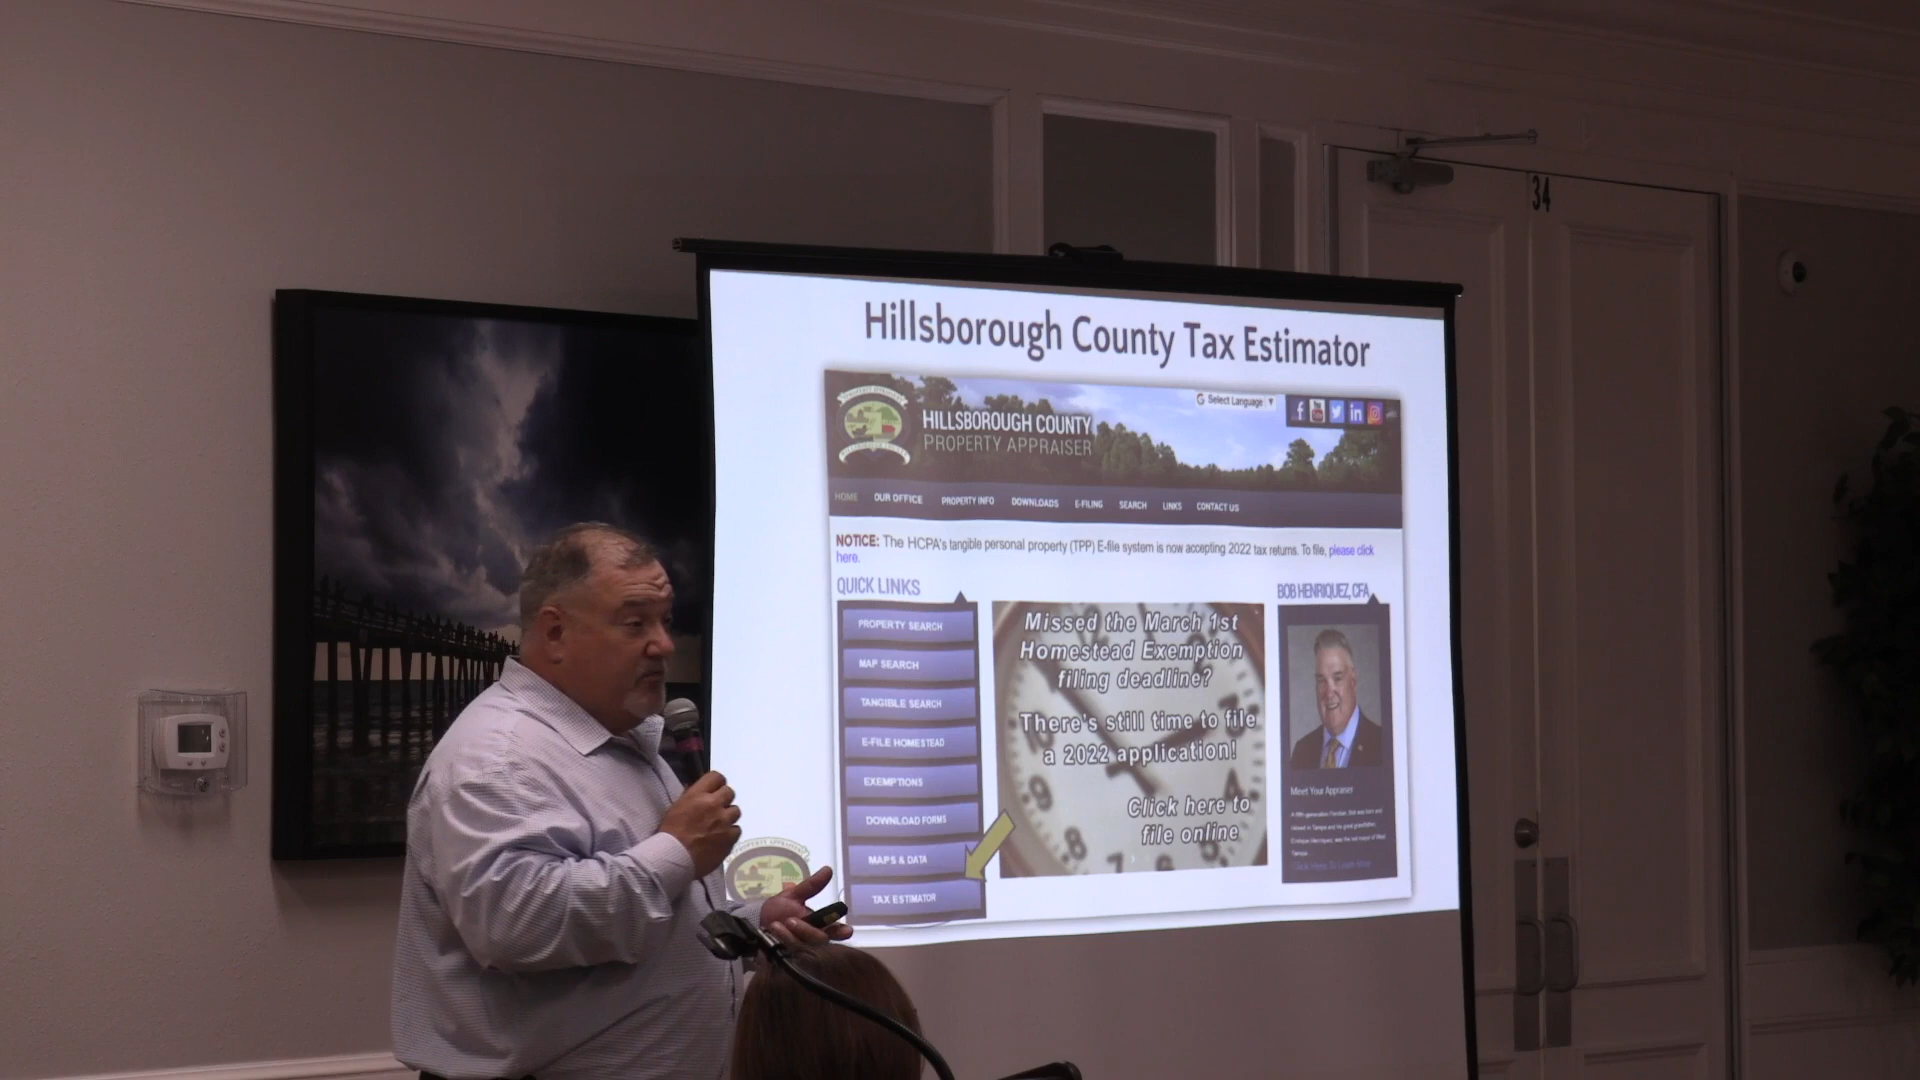 34
Hillsborough County Tax Estimator
Select Language
HILLSBOROUGH COUNTY
PROPERTY APPRAISER
HOME OUR OFFICE PROPERTY INFO DOWNLOADS E-FILING SEARCH LINKS CONTACT US
NOTICE: The HCPA's tangible personal property (TPP) E-file system is now accepting 2022 tax returns. To file, please click
here.
QUICK LINKS
PROPERTY SEARCH
MAP SEARCH
TANGIBLE SEARCH
E-FILE HOMESTEAD
EXEMPTIONS
DOWNLOAD FORMS
MAPS & DATA
TAX ESTIMATOR
Missed the March 1st
Homestead Exemption
filing deadline?
There's still time to file
a 2022 application!
Click here to
file online
BOB HENRIQUEZ, CFA
Meet Your Appraiser